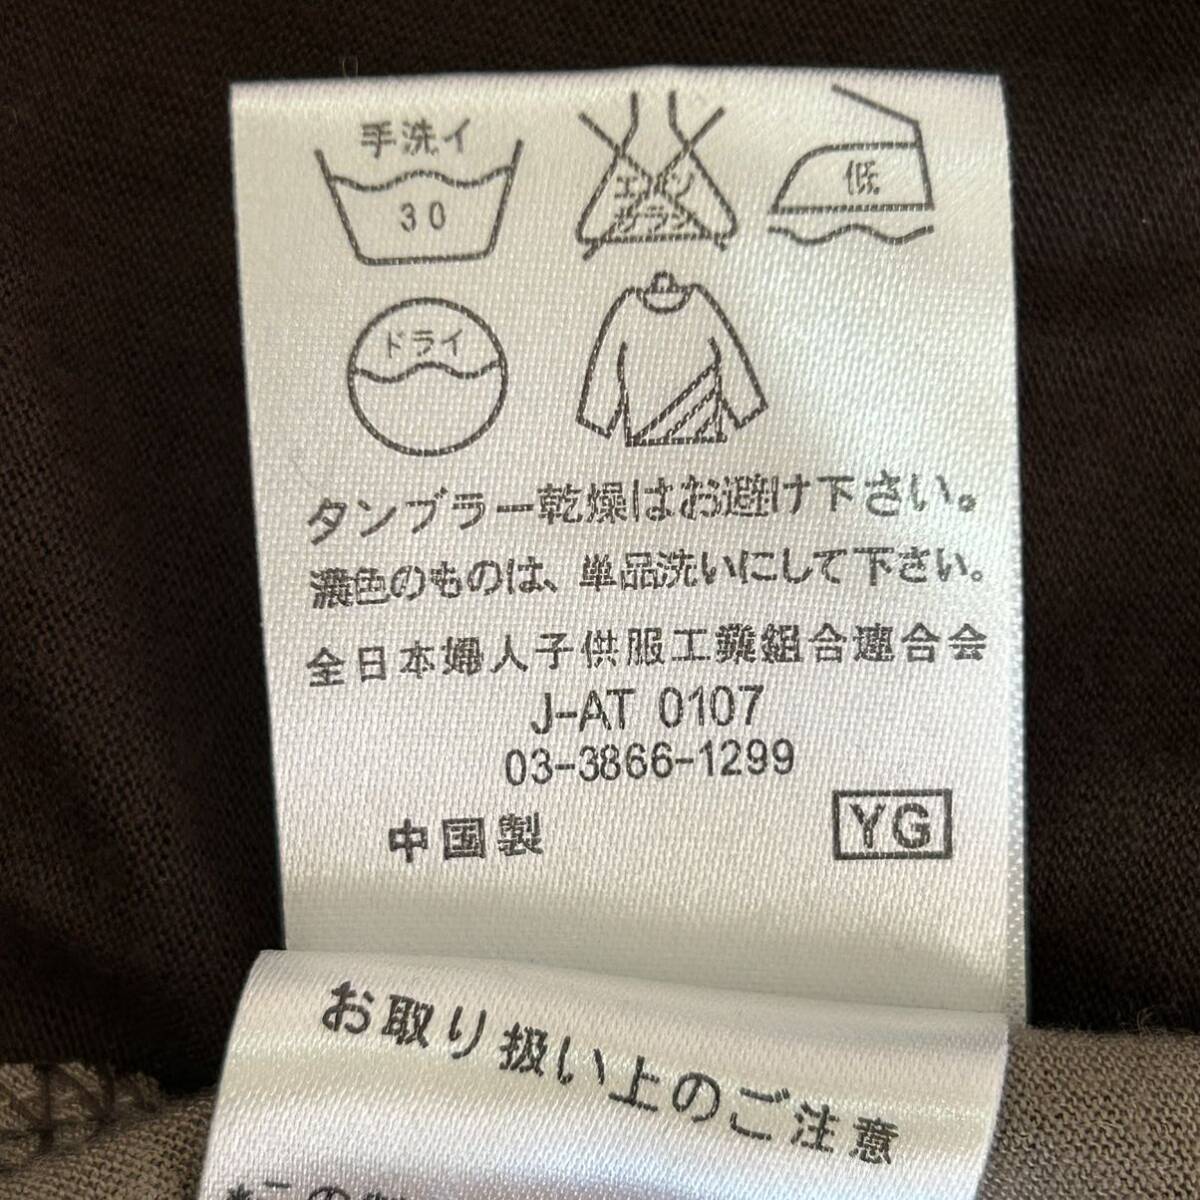 手洗イ
30
エンソ
サラシ
低
ドライ
タンブラー乾燥はお避け下さい。
濃色のものは、単品洗いにして下さい。
全日本婦人子供服工業組合連合会
J-AT 0107
03-3866-1299
中国製
YG
お取り扱い上のご注意
*この